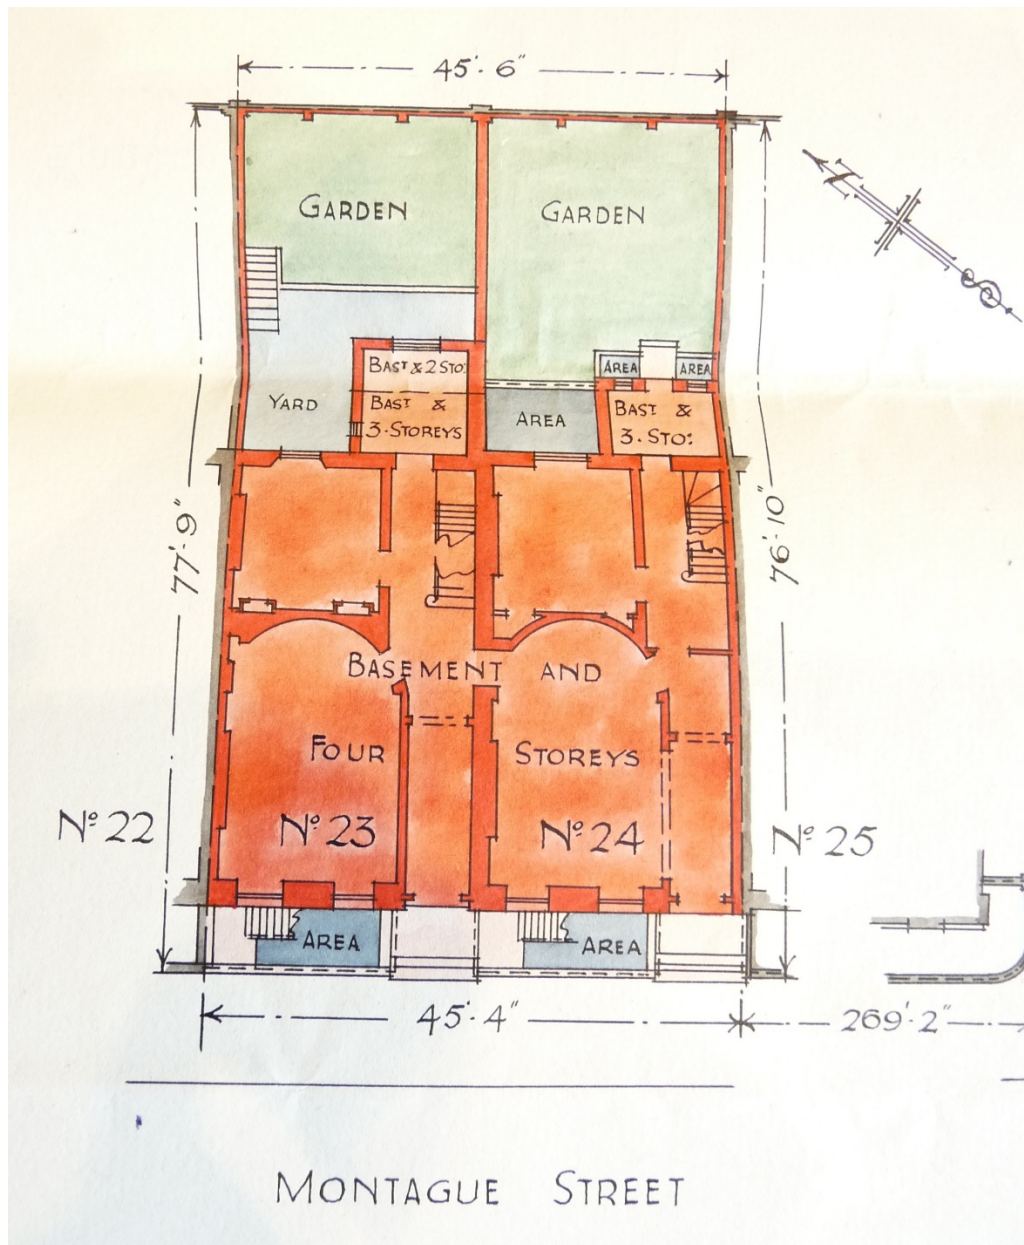 45'. 6"
N
S
GARDEN
GARDEN
BAST & 2 STO:
AREA
AREA
YARD
BAST &
3. STOREYS
AREA
BAST &
3. STO:
77'. 9"
76'. 10"
BASEMENT AND
FOUR STOREYS
Nº 22
Nº 23
Nº 24
Nº 25
AREA
AREA
45'. 4"
269'. 2"
MONTAGUE STREET